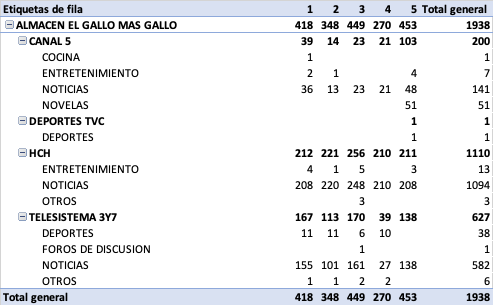 Etiquetas de fila 1 2 3 4 5 Total general
ALMACEN EL GALLO MAS GALLO 418 348 449 270 453 1938
CANAL 5 39 14 23 21 103 200
COCINA 1 1
ENTRETENIMIENTO 2 1 4 7
NOTICIAS 36 13 23 21 48 141
NOVELAS 51 51
DEPORTES TVC 1 1
DEPORTES 1 1
HCH 212 221 256 210 211 1110
ENTRETENIMIENTO 4 1 5 3 13
NOTICIAS 208 220 248 210 208 1094
OTROS 3 3
TELESISTEMA 3Y7 167 113 170 39 138 627
DEPORTES 11 11 6 10 38
FOROS DE DISCUSION 1 1
NOTICIAS 155 101 161 27 138 582
OTROS 1 1 2 2 6
Total general 418 348 449 270 453 1938